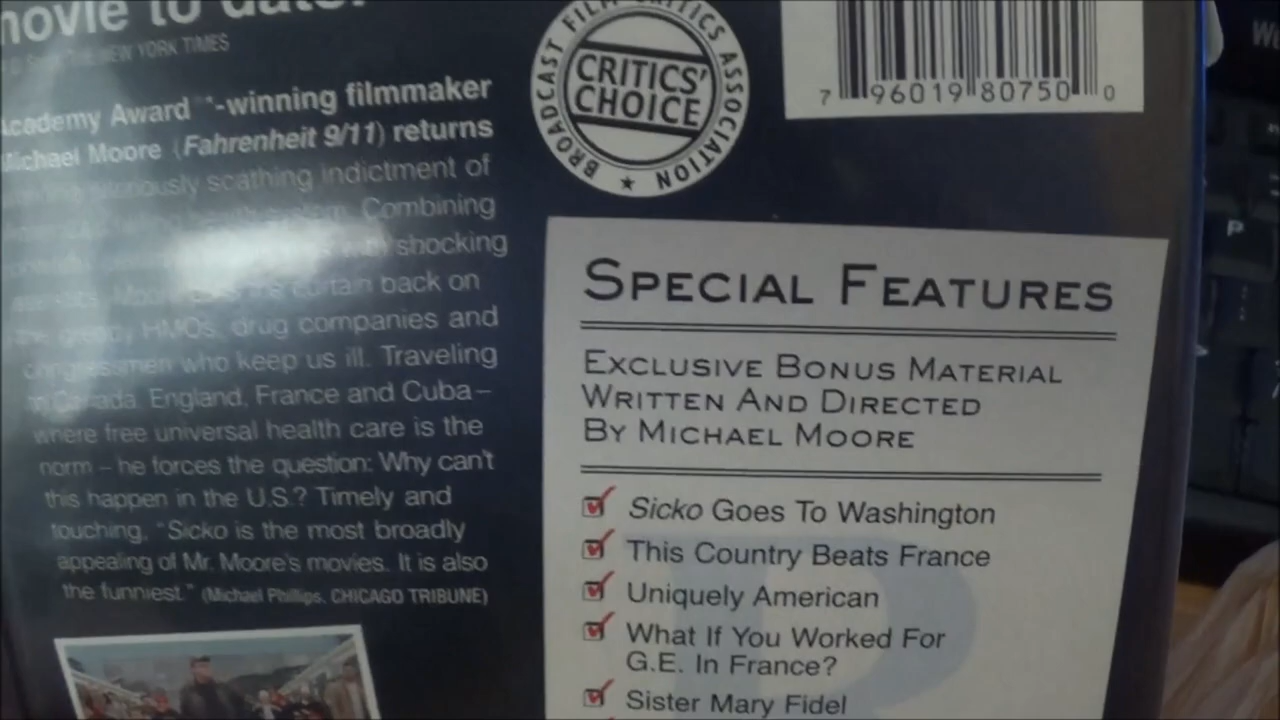 movie to date.
NEW YORK TIMES
Academy Award -winning filmmaker
Michael Moore (Fahrenheit 9/11) returns
scathing indictment of
Combining
shocking
curtain back on
HMOs, drug companies and
congressmen who keep us ill. Traveling
to Canada, England, France and Cuba–
where free universal health care is the
norm – he forces the question: Why can't
this happen in the U.S.? Timely and
touching, "Sicko is the most broadly
appealing of Mr. Moore's movies. It is also
the funniest." (Michael Phillips, CHICAGO TRIBUNE)
BROADCAST FILM CRITICS ASSOCIATION
CRITICS'
CHOICE
7 96019 80750 0
SPECIAL FEATURES
EXCLUSIVE BONUS MATERIAL
WRITTEN AND DIRECTED
BY MICHAEL MOORE
Sicko Goes To Washington
This Country Beats France
Uniquely American
What If You Worked For
G.E. In France?
Sister Mary Fidel
P